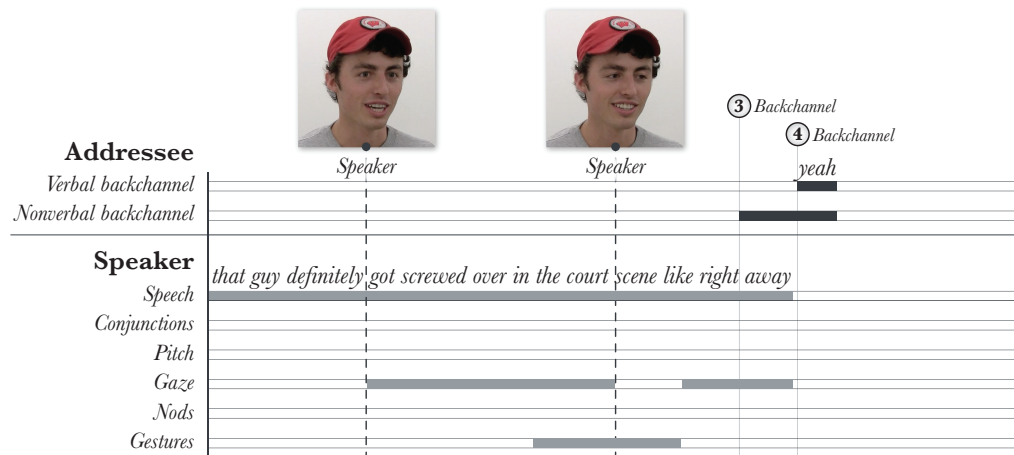 3 Backchannel
4 Backchannel
Addressee
Speaker Speaker yeah
Verbal backchannel
Nonverbal backchannel
Speaker
that guy definitely got screwed over in the court scene like right away
Speech
Conjunctions
Pitch
Gaze
Nods
Gestures